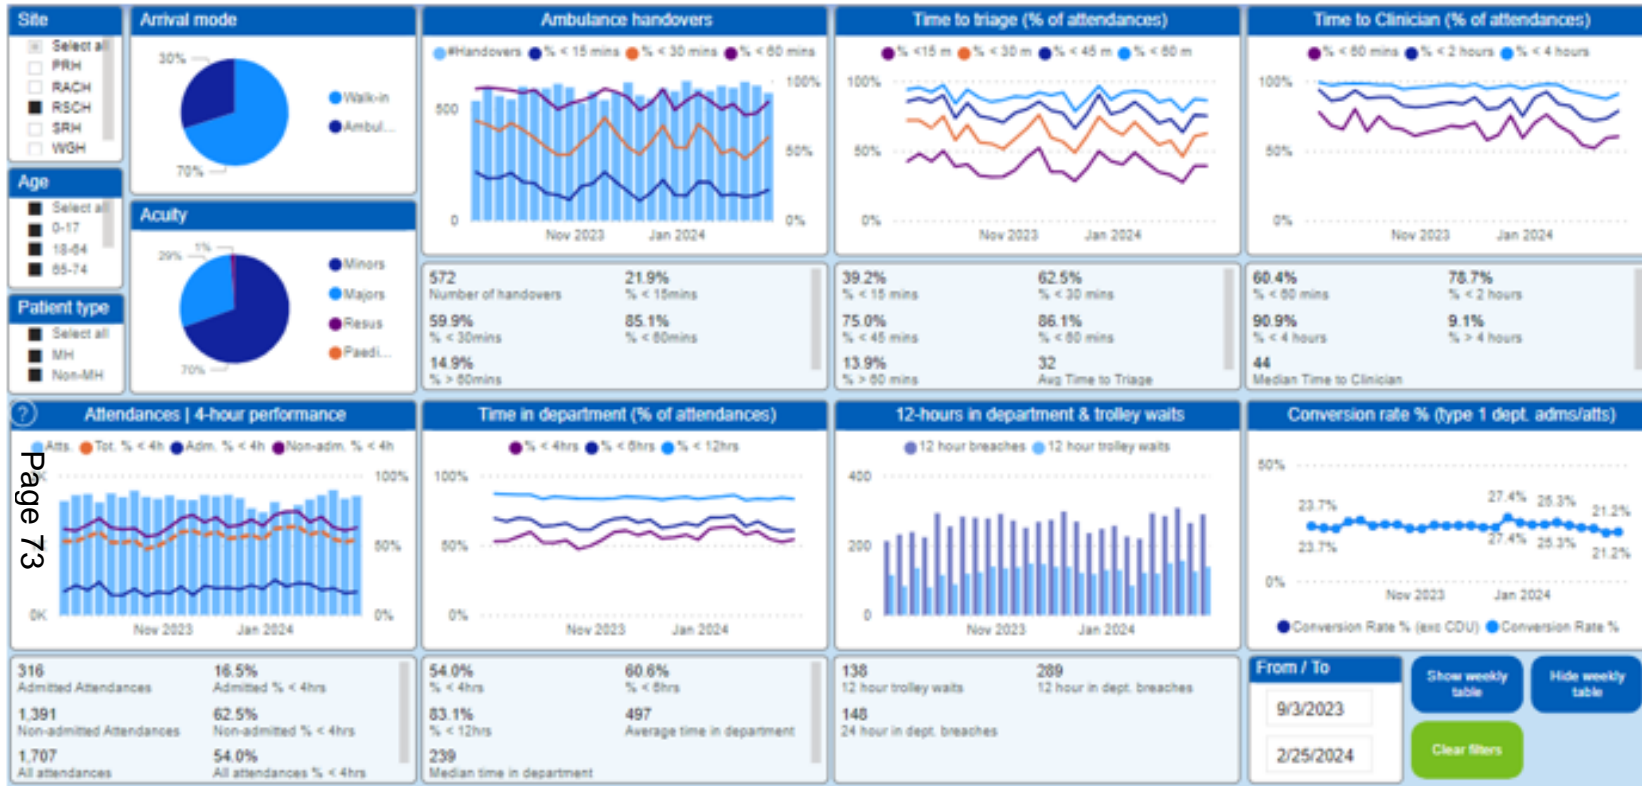 Site
Select al
PRH
RACH
RSCH
SRH
WGH
Age
Select al
0-17
18-64
65-74
Patient type
Select all
MH
Non-MH
Arrival mode
30%
70%
Walk-in
Ambul...
Acuity
1%
29%
70%
Minors
Majors
Resus
Paedi...
Ambulance handovers
#Handovers % < 15 mins % < 30 mins % < 60 mins
500
0
100%
50%
0%
Nov 2023 Jan 2024
572 21.9%
Number of handovers % < 15mins
59.9% 85.1%
% < 30mins % < 60mins
14.9%
% > 60mins
Time to triage (% of attendances)
% <15 m % < 30 m % < 45 m % < 60 m
100%
50%
0%
Nov 2023 Jan 2024
39.2% 62.5%
% < 15 mins % < 30 mins
75.0% 86.1%
% < 45 mins % < 60 mins
13.9% 32
% > 60 mins Avg Time to Triage
Time to Clinician (% of attendances)
% < 60 mins % < 2 hours % < 4 hours
100%
50%
0%
Nov 2023 Jan 2024
60.4% 78.7%
% < 60 mins % < 2 hours
90.9% 9.1%
% < 4 hours % > 4 hours
44
Median Time to Clinician
? Attendances | 4-hour performance
Atts. Tot. % < 4h Adm. % < 4h Non-adm. % < 4h
K
0K
100%
50%
0%
Nov 2023 Jan 2024
Page 73
316 16.5%
Admitted Attendances Admitted % < 4hrs
1,391 62.5%
Non-admitted Attendances Non-admitted % < 4hrs
1,707 54.0%
All attendances All attendances % < 4hrs
Time in department (% of attendances)
% < 4hrs % < 6hrs % < 12hrs
100%
50%
0%
Nov 2023 Jan 2024
54.0% 60.6%
% < 4hrs % < 6hrs
83.1% 497
% < 12hrs Average time in department
239
Median time in department
12-hours in department & trolley waits
12 hour breaches 12 hour trolley waits
400
200
0
Nov 2023 Jan 2024
138 289
12 hour trolley waits 12 hour in dept. breaches
148
24 hour in dept. breaches
Conversion rate % (type 1 dept. adms/atts)
50%
0%
23.7% 27.4% 25.3% 21.2%
23.7% 27.4% 25.3% 21.2%
Nov 2023 Jan 2024
Conversion Rate % (exc CDU) Conversion Rate %
From / To
9/3/2023
2/25/2024
Show weekly
table
Hide weekly
table
Clear filters